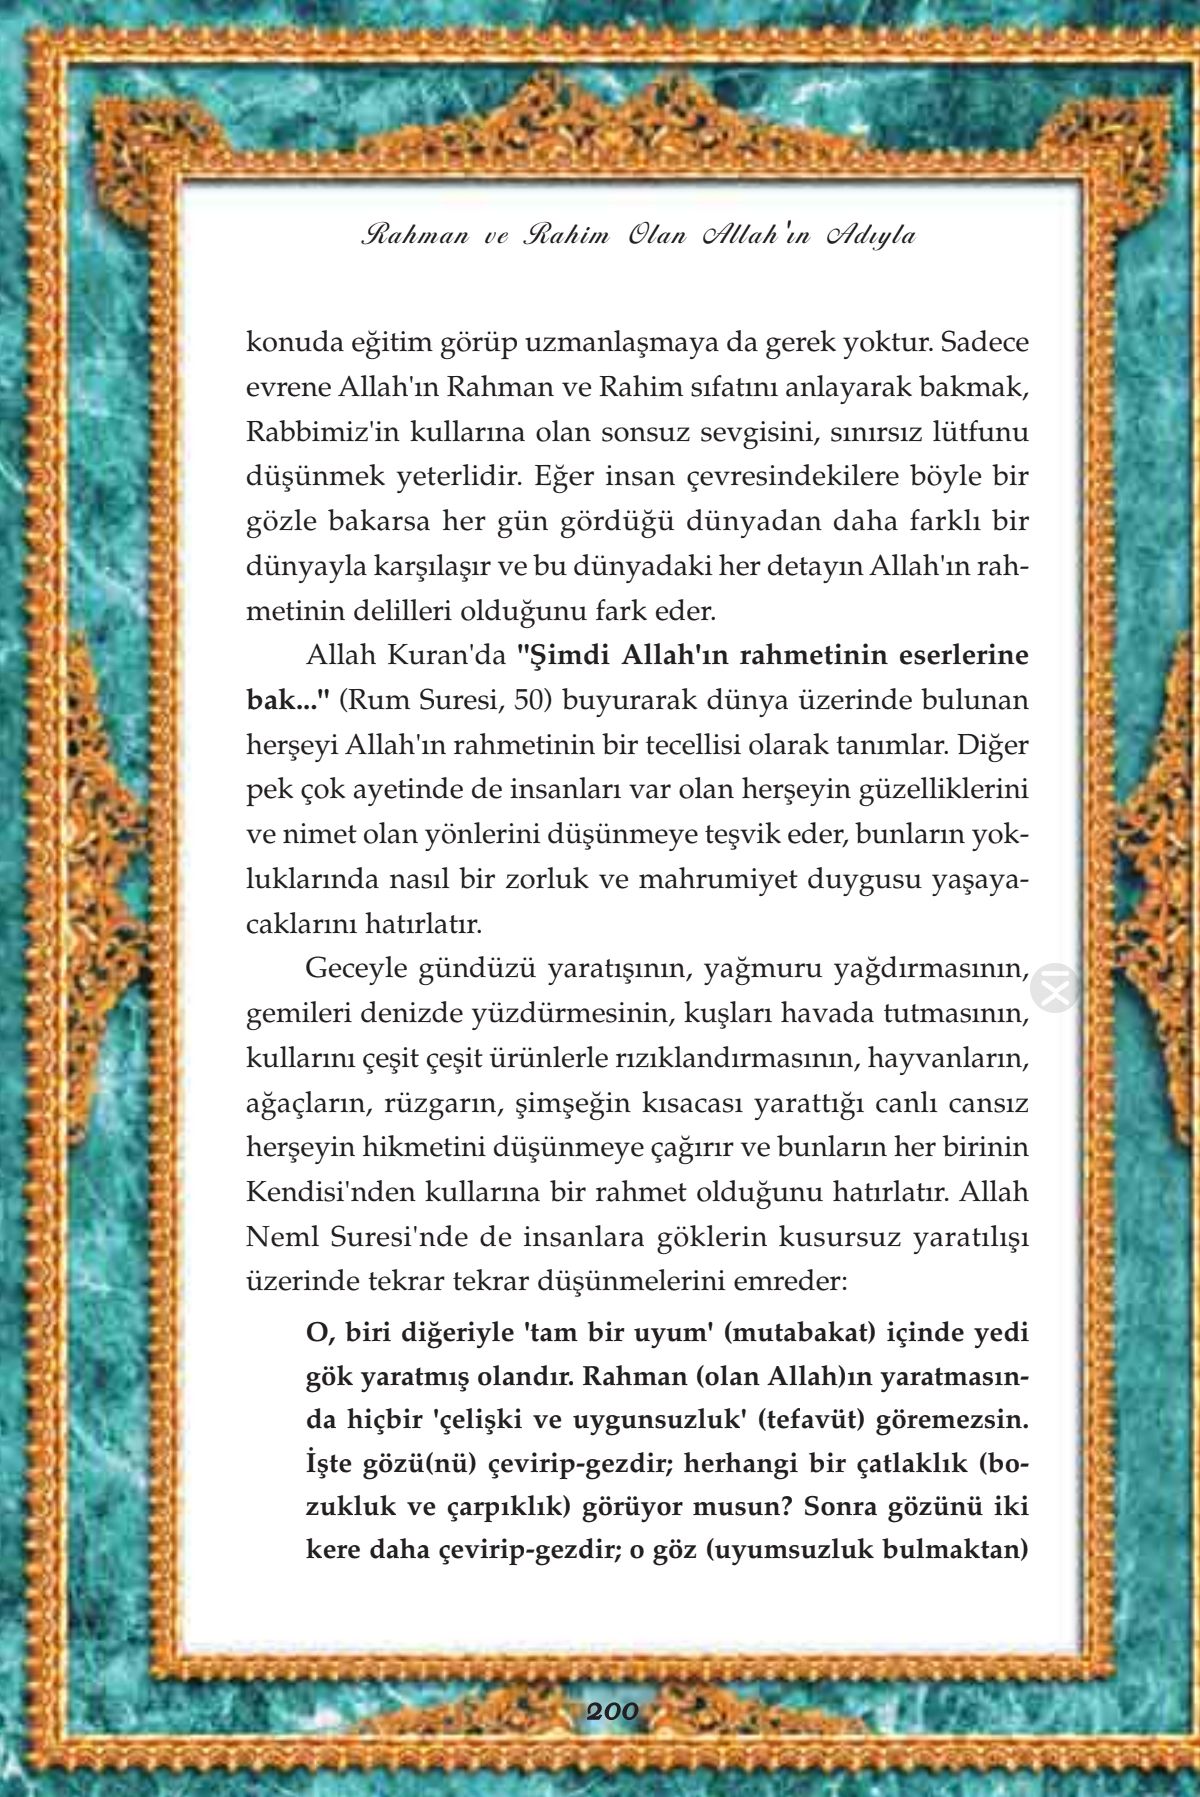 Rahman ve Rahim Olan Allah'ın Adıyla
konuda eğitim görüp uzmanlaşmaya da gerek yoktur. Sadece
evrene Allah'ın Rahman ve Rahim sıfatını anlayarak bakmak,
Rabbimiz'in kullarına olan sonsuz sevgisini, sınırsız lütfunu
düşünmek yeterlidir. Eğer insan çevresindekilere böyle bir
gözle bakarsa her gün gördüğü dünyadan daha farklı bir
dünyayla karşılaşır ve bu dünyadaki her detayın Allah'ın rah-
metinin delilleri olduğunu fark eder.
Allah Kuran'da "Şimdi Allah'ın rahmetinin eserlerine
bak..." (Rum Suresi, 50) buyurarak dünya üzerinde bulunan
herşeyi Allah'ın rahmetinin bir tecellisi olarak tanımlar. Diğer
pek çok ayetinde de insanları var olan herşeyin güzelliklerini
ve nimet olan yönlerini düşünmeye teşvik eder, bunların yok-
luklarında nasıl bir zorluk ve mahrumiyet duygusu yaşaya-
caklarını hatırlatır.
Geceyle gündüzü yaratışının, yağmuru yağdırmasının,
gemileri denizde yüzdürmesinin, kuşları havada tutmasının,
kullarını çeşit çeşit ürünlerle rızıklandırmasının, hayvanların,
ağaçların, rüzgarın, şimşeğin kısacası yarattığı canlı cansız
herşeyin hikmetini düşünmeye çağırır ve bunların her birinin
Kendisi'nden kullarına bir rahmet olduğunu hatırlatır. Allah
Neml Suresi'nde de insanlara göklerin kusursuz yaratılışı
üzerinde tekrar tekrar düşünmelerini emreder:
O, biri diğeriyle 'tam bir uyum' (mutabakat) içinde yedi
gök yaratmış olandır. Rahman (olan Allah)ın yaratmasın-
da hiçbir 'çelişki ve uygunsuzluk' (tefavüt) göremezsin.
İşte gözü(nü) çevirip-gezdir; herhangi bir çatlaklık (bo-
zukluk ve çarpıklık) görüyor musun? Sonra gözünü iki
kere daha çevirip-gezdir; o göz (uyumsuzluk bulmaktan)
200